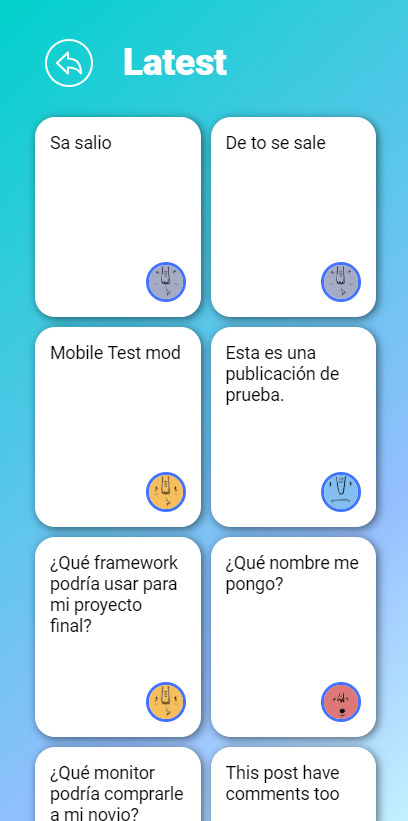 Latest
Sa salio
De to se sale
Mobile Test mod
Esta es una
publicación de
prueba.
¿Qué framework
podría usar para
mi proyecto
final?
¿Qué nombre me
pongo?
¿Qué monitor
podría comprarle
a mi novio?
This post have
comments too